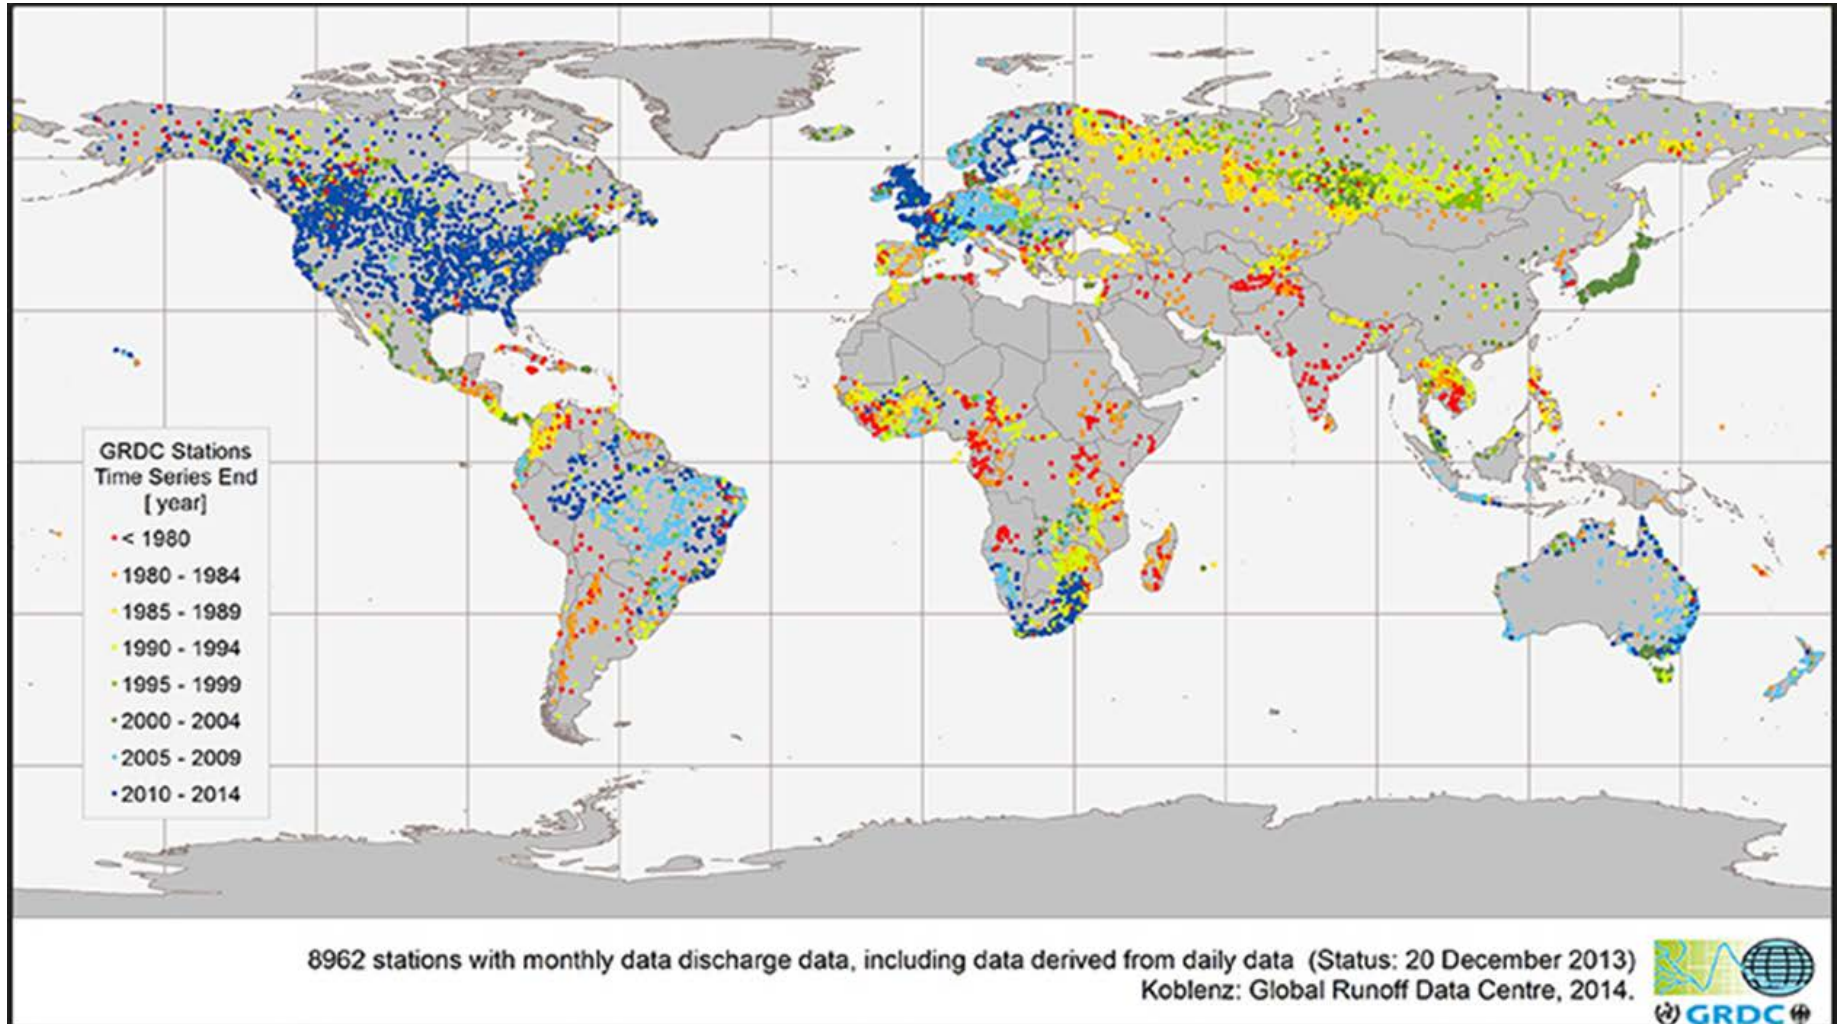 GRDC Stations
Time Series End
[ year]
< 1980
1980 - 1984
1985 - 1989
1990 - 1994
1995 - 1999
2000 - 2004
2005 - 2009
2010 - 2014
8962 stations with monthly data discharge data, including data derived from daily data (Status: 20 December 2013)
Koblenz: Global Runoff Data Centre, 2014.
GRDC